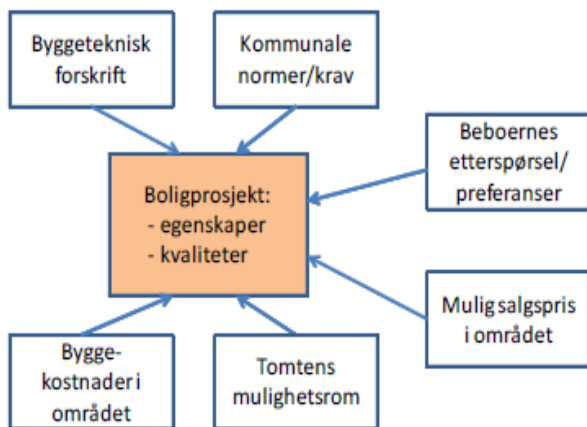 Byggeteknisk
forskrift
Kommunale
normer/krav
Beboernes
etterspørsel/
preferanser
Boligprosjekt:
- egenskaper
- kvaliteter
Mulig salgspris
i området
Bygge-
kostnader i
området
Tomtens
mulighetsrom